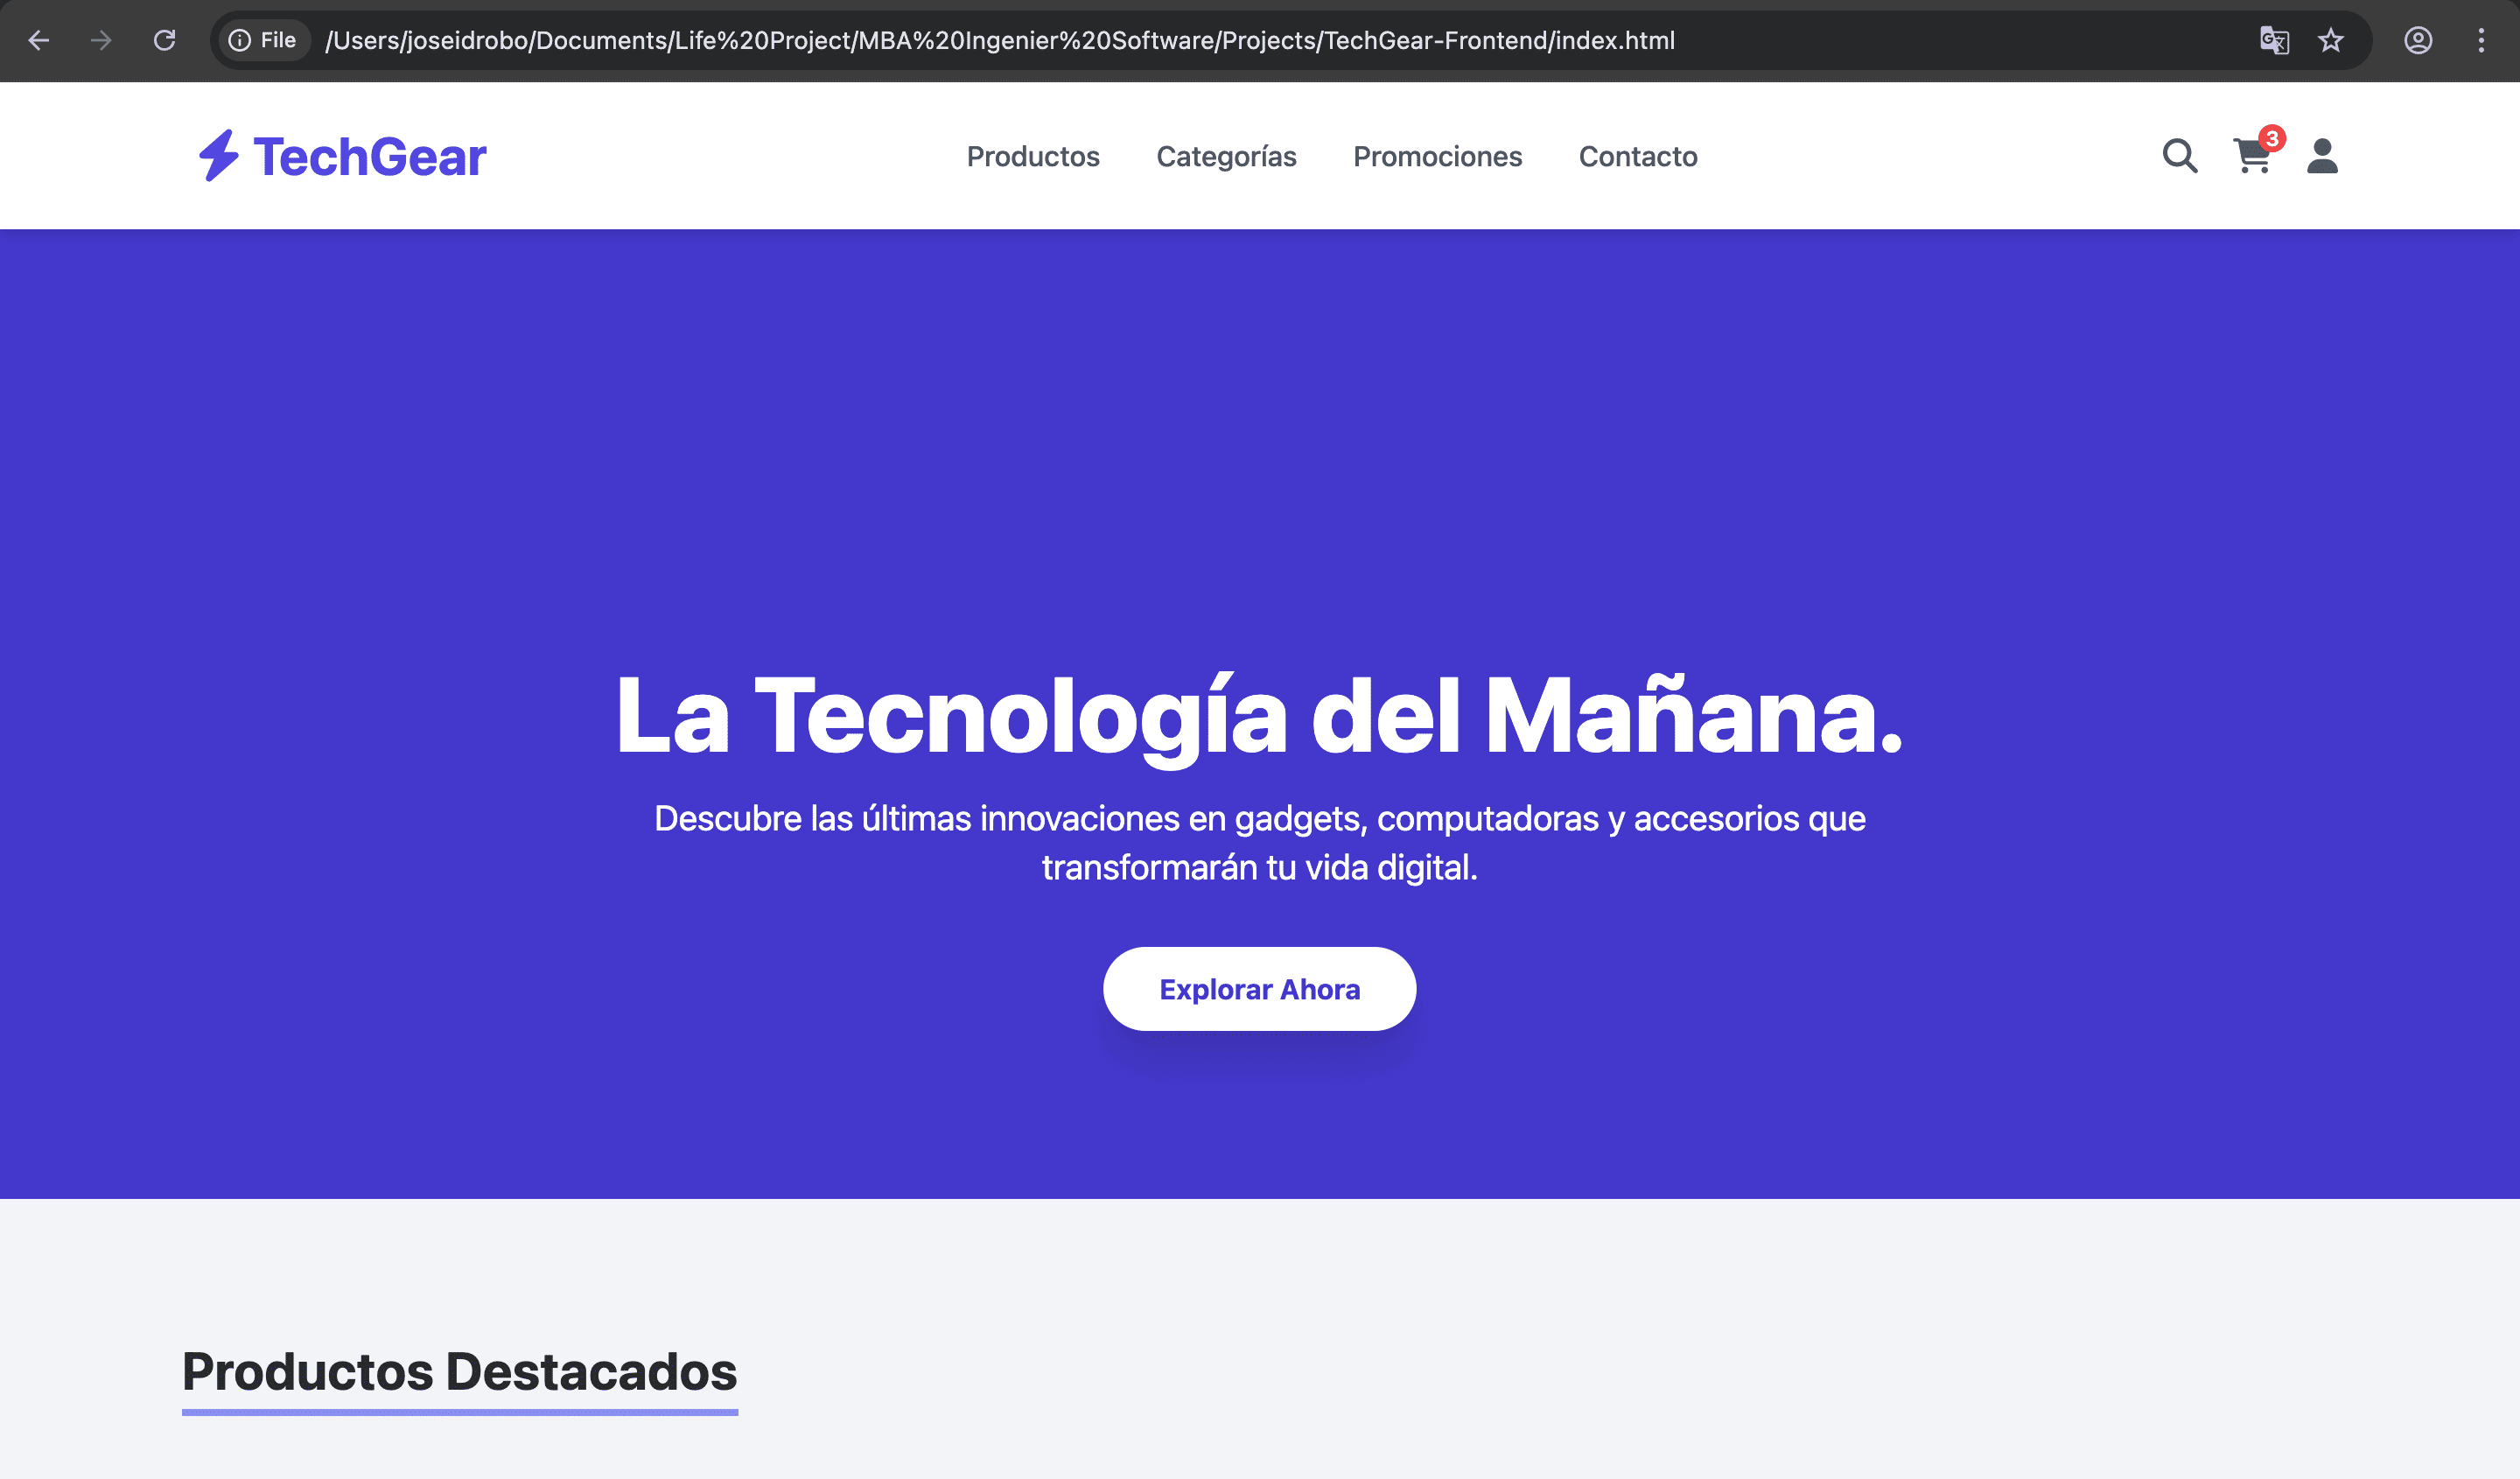 File /Users/joseidrobo/Documents/Life%20Project/MBA%20Ingenier%20Software/Projects/TechGear-Frontend/index.html
TechGear Productos Categorías Promociones Contacto 3
La Tecnología del Mañana.
Descubre las últimas innovaciones en gadgets, computadoras y accesorios que
transformarán tu vida digital.
Explorar Ahora
Productos Destacados